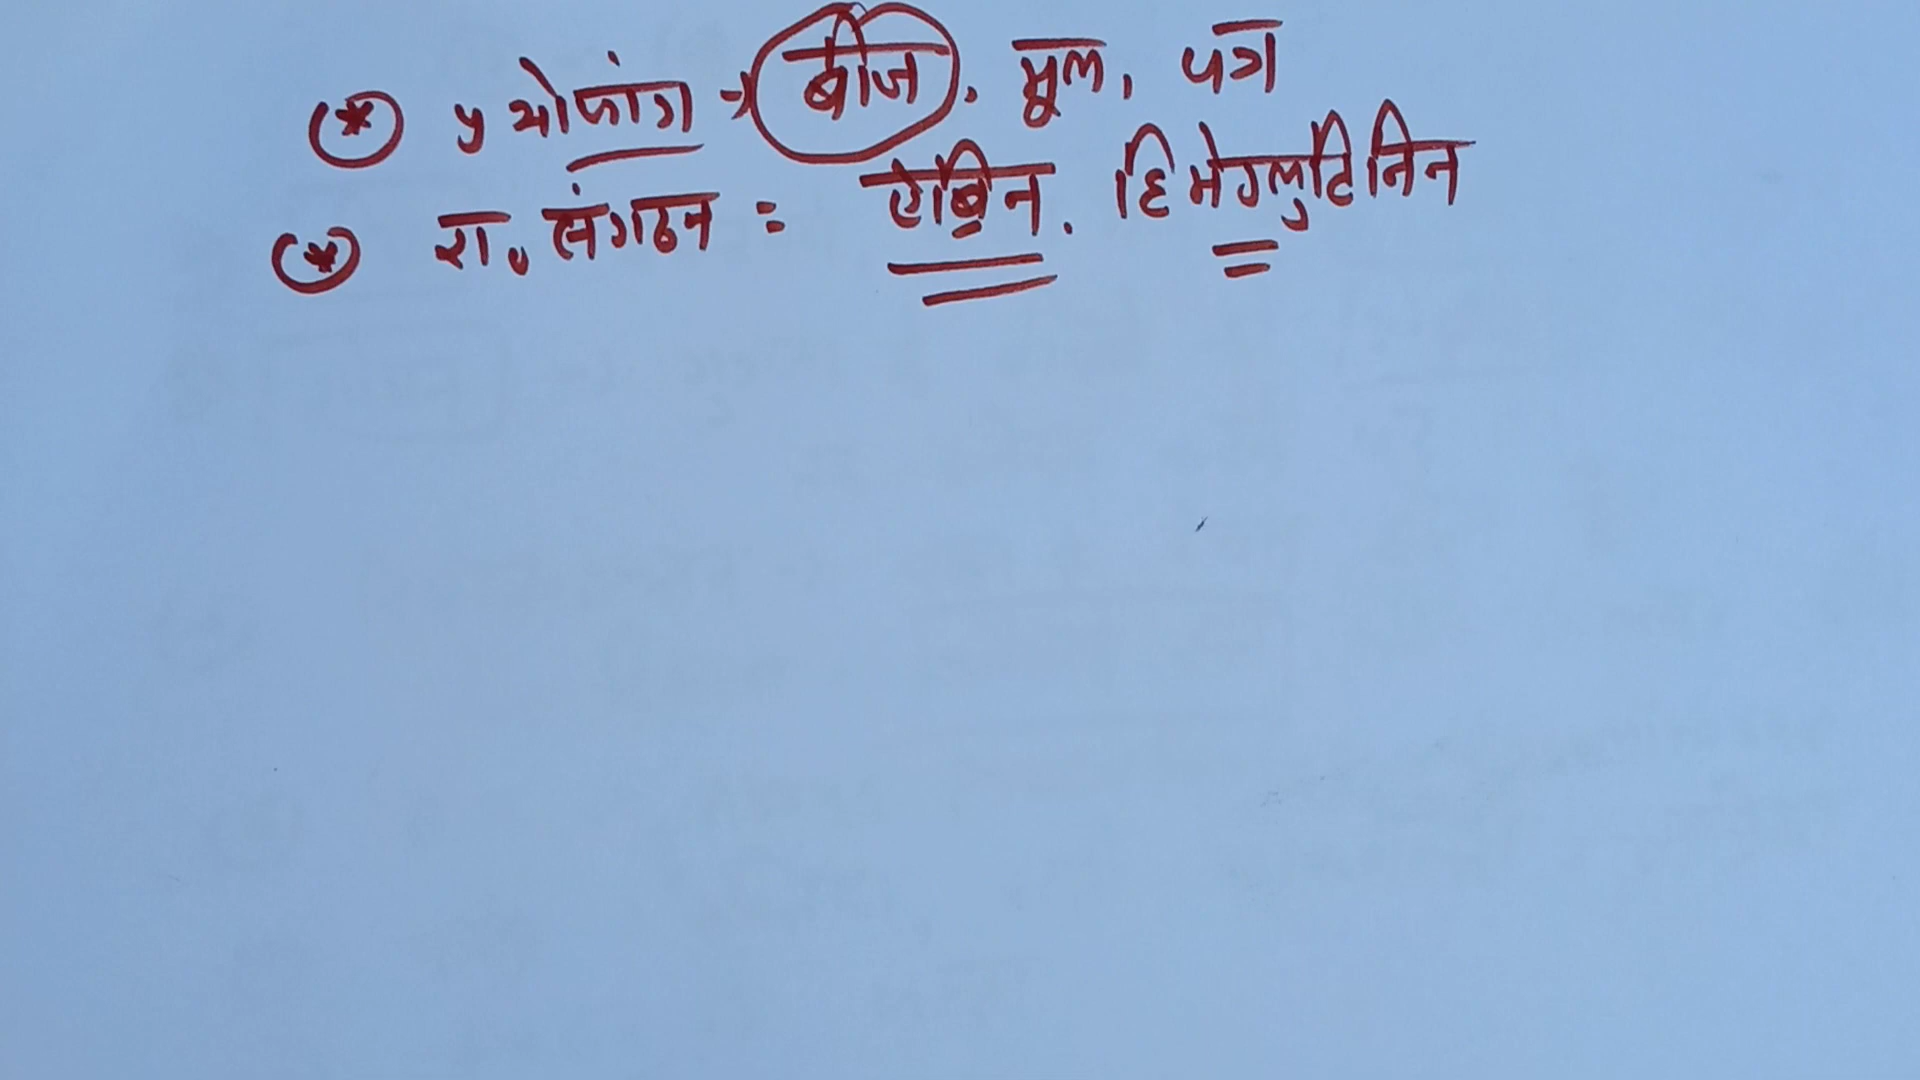 * प्रयोज्यांग → बीज, मूल, पत्र
* रा. संगठन = ऐब्रिन. हिमेग्लुटिनिन